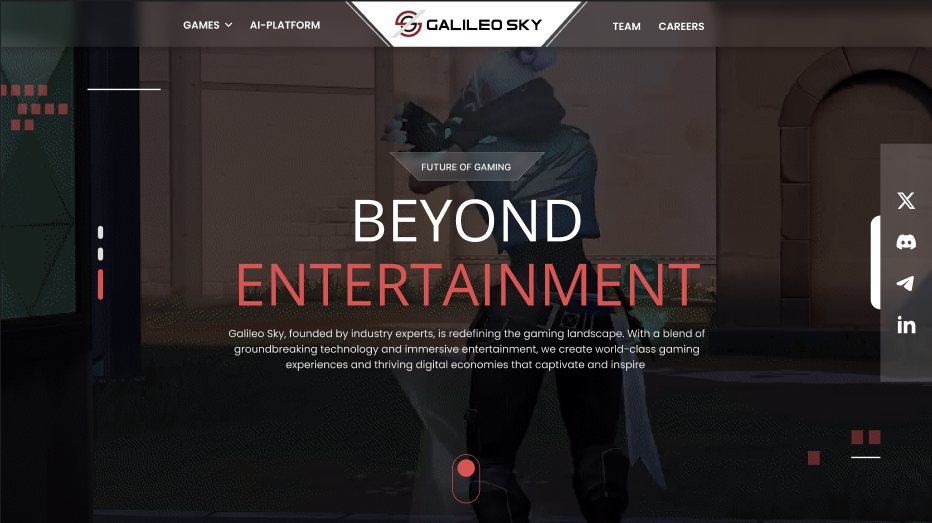 GAMES
AI-PLATFORM
GALILEO SKY
TEAM
CAREERS
FUTURE OF GAMING
BEYOND
ENTERTAINMENT
Galileo Sky, founded by industry experts, is redefining the gaming landscape. With a blend of
groundbreaking technology and immersive entertainment, we create world-class gaming
experiences and thriving digital economies that captivate and inspire
in